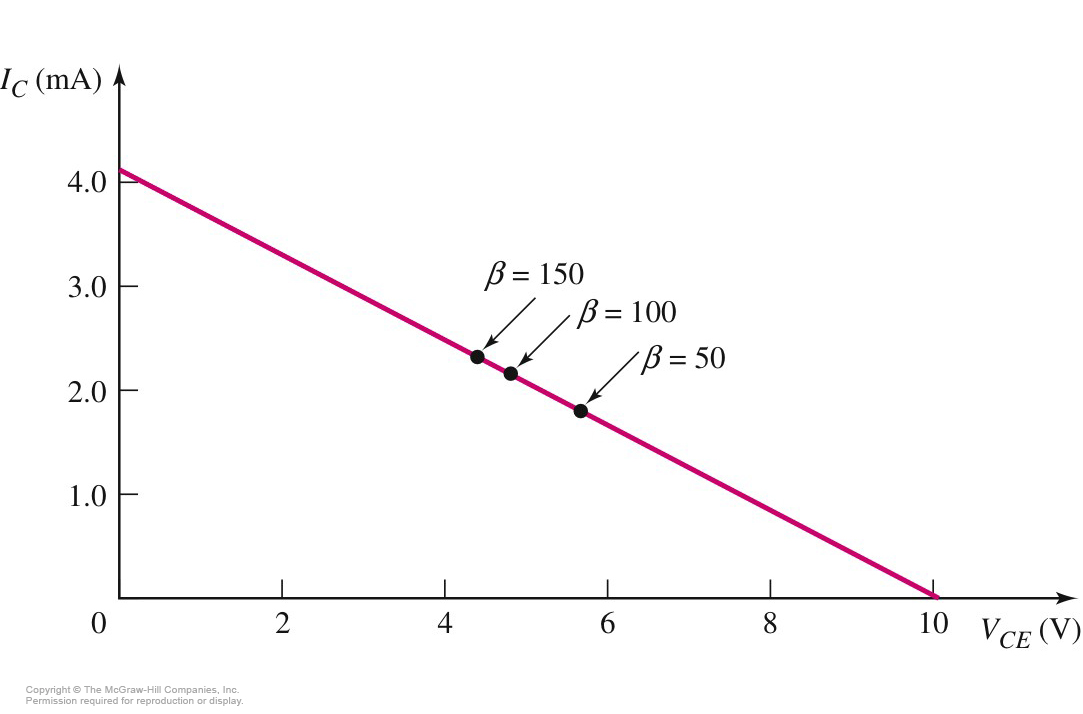 I_C (mA)
4.0
3.0
2.0
1.0
β = 150
β = 100
β = 50
0
2
4
6
8
10
V_CE (V)
Copyright © The McGraw-Hill Companies, Inc.
Permission required for reproduction or display.